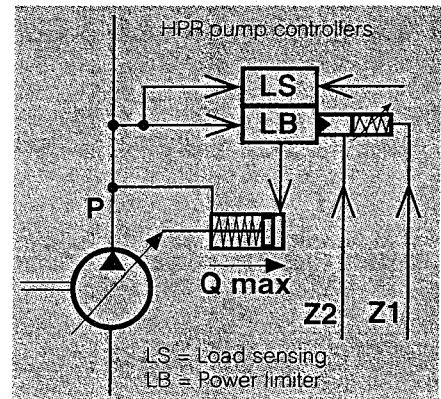 HPR pump controllers
LS
LB
P
Q max
Z2 Z1
LS = Load sensing
LB = Power limiter